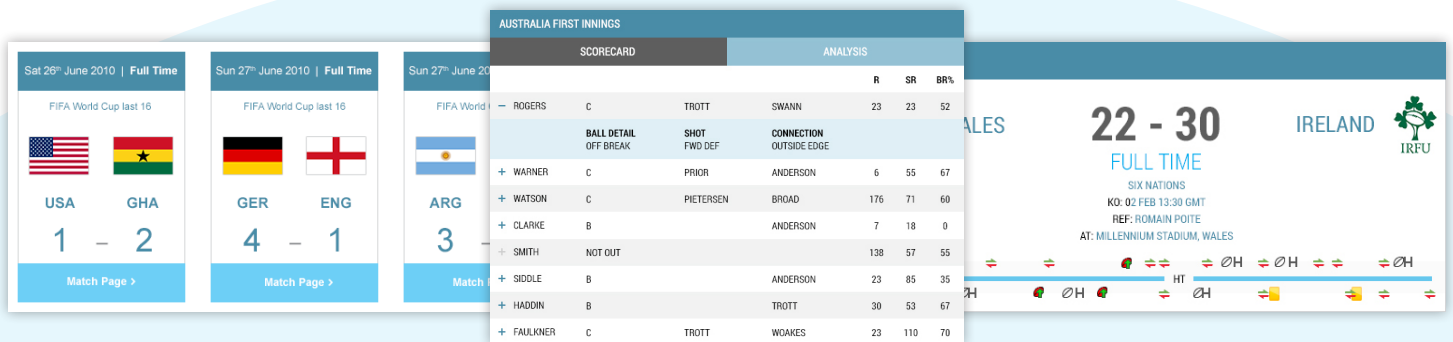 Sat 26th June 2010 | Full Time
FIFA World Cup last 16
USA GHA
1 – 2
Match Page >
Sun 27th June 2010 | Full Time
FIFA World Cup last 16
GER ENG
4 – 1
Match Page >
Sun 27th June 20
FIFA World
ARG
3 –
Match
AUSTRALIA FIRST INNINGS
SCORECARD ANALYSIS
R SR BR%
– ROGERS C TROTT SWANN 23 23 52
BALL DETAIL SHOT CONNECTION
OFF BREAK FWD DEF OUTSIDE EDGE
+ WARNER C PRIOR ANDERSON 6 55 67
+ WATSON C PIETERSEN BROAD 176 71 60
+ CLARKE B ANDERSON 7 18 0
+ SMITH NOT OUT 138 57 55
+ SIDDLE B ANDERSON 23 85 35
+ HADDIN B TROTT 30 53 67
+ FAULKNER C TROTT WOAKES 23 110 70
ALES 22 - 30 IRELAND
IRFU
FULL TIME
SIX NATIONS
KO: 02 FEB 13:30 GMT
REF: ROMAIN POITE
AT: MILLENNIUM STADIUM, WALES
H H H
HT
H H H